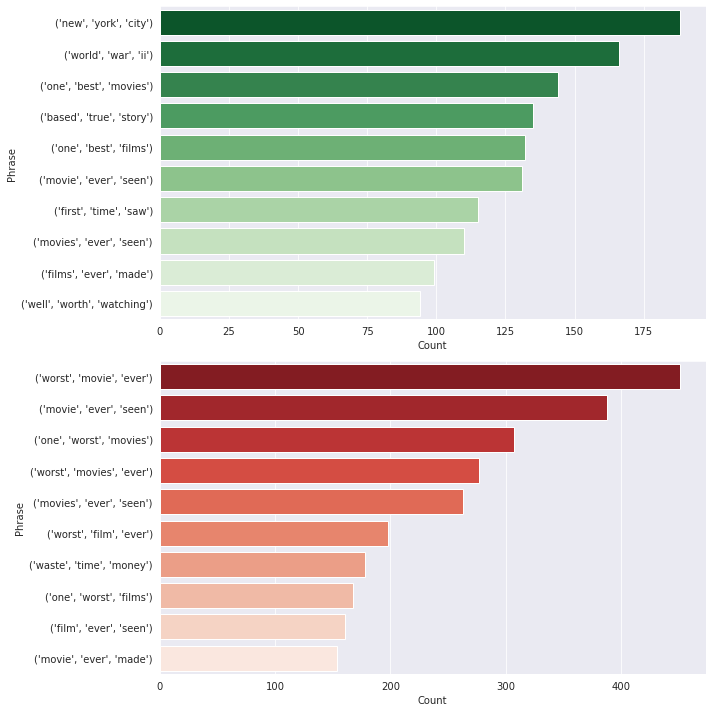 ('new', 'york', 'city')
('world', 'war', 'ii')
('one', 'best', 'movies')
('based', 'true', 'story')
('one', 'best', 'films')
('movie', 'ever', 'seen')
('first', 'time', 'saw')
('movies', 'ever', 'seen')
('films', 'ever', 'made')
('well', 'worth', 'watching')
Phrase
0 25 50 75 100 125 150 175
Count
('worst', 'movie', 'ever')
('movie', 'ever', 'seen')
('one', 'worst', 'movies')
('worst', 'movies', 'ever')
('movies', 'ever', 'seen')
('worst', 'film', 'ever')
('waste', 'time', 'money')
('one', 'worst', 'films')
('film', 'ever', 'seen')
('movie', 'ever', 'made')
Phrase
0 100 200 300 400
Count